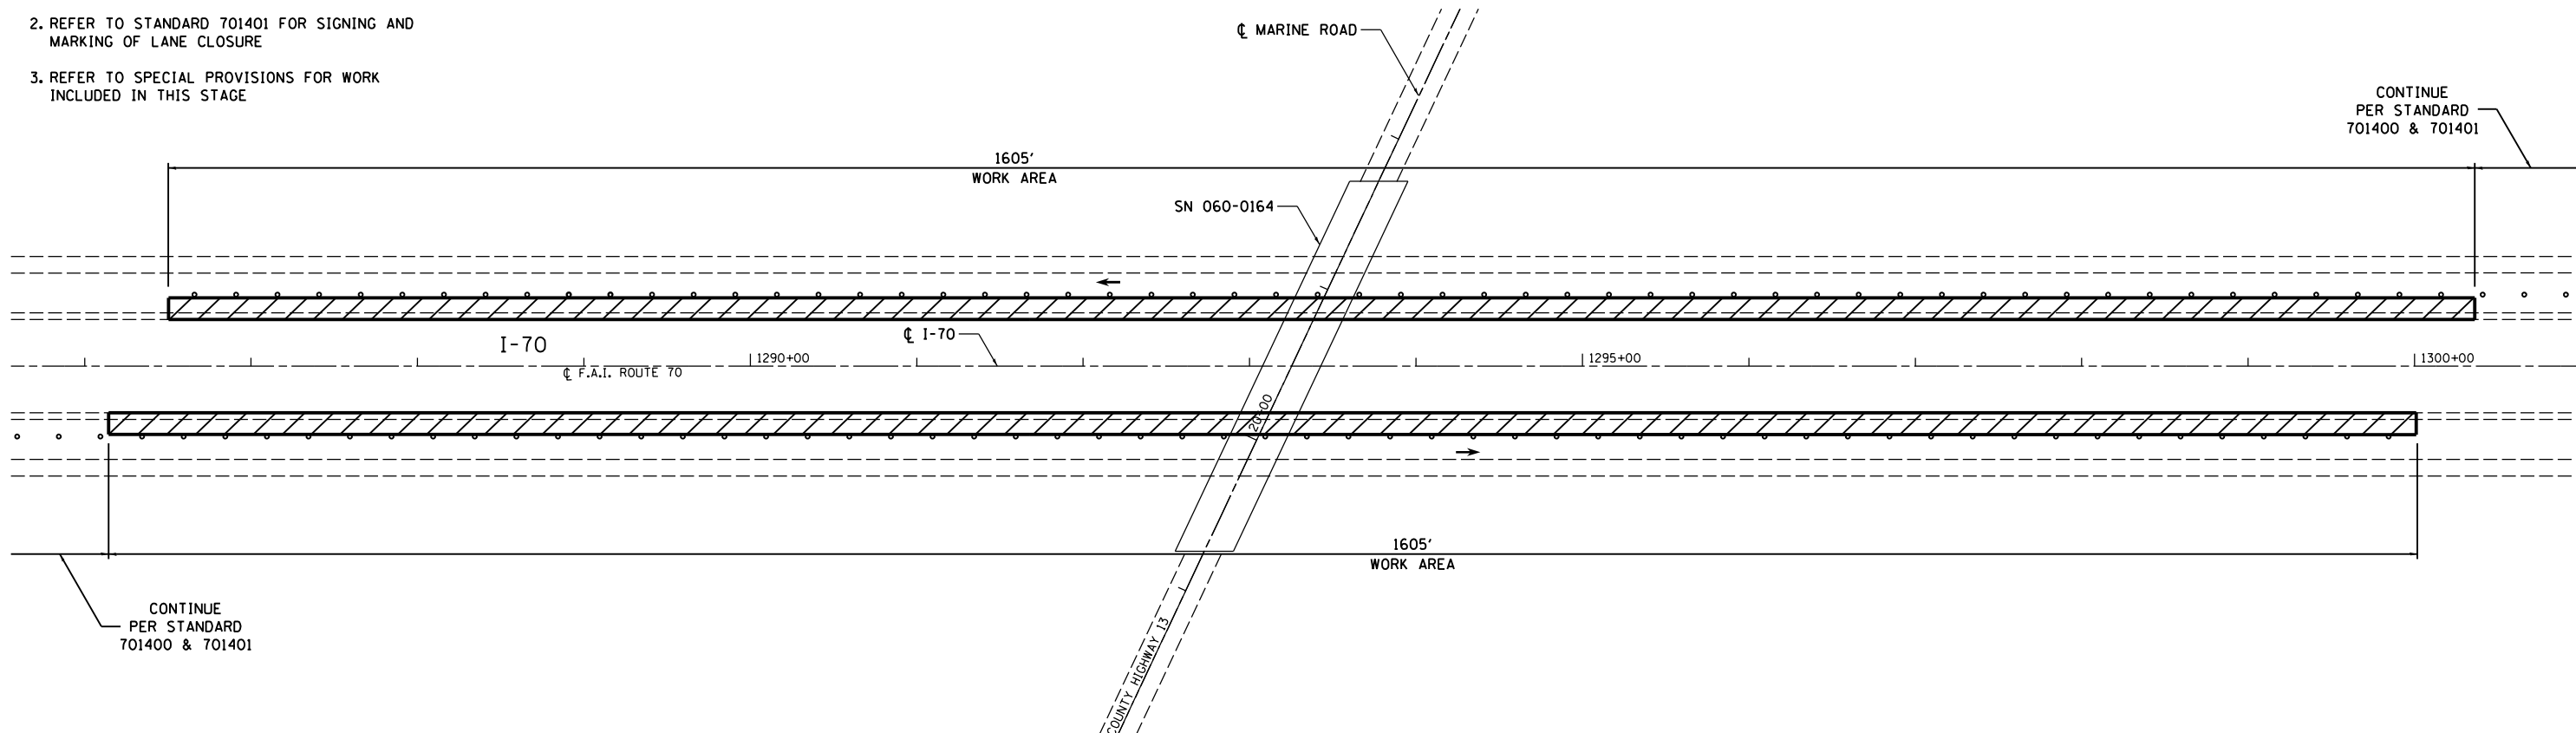 2. REFER TO STANDARD 701401 FOR SIGNING AND
MARKING OF LANE CLOSURE
3. REFER TO SPECIAL PROVISIONS FOR WORK
INCLUDED IN THIS STAGE
℄ MARINE ROAD
CONTINUE
PER STANDARD
701400 & 701401
1605'
WORK AREA
SN 060-0164
I-70
℄ I-70
1290+00
1295+00
1300+00
℄ F.A.I. ROUTE 70
20+00
1605'
WORK AREA
CONTINUE
PER STANDARD
701400 & 701401
COUNTY HIGHWAY 13